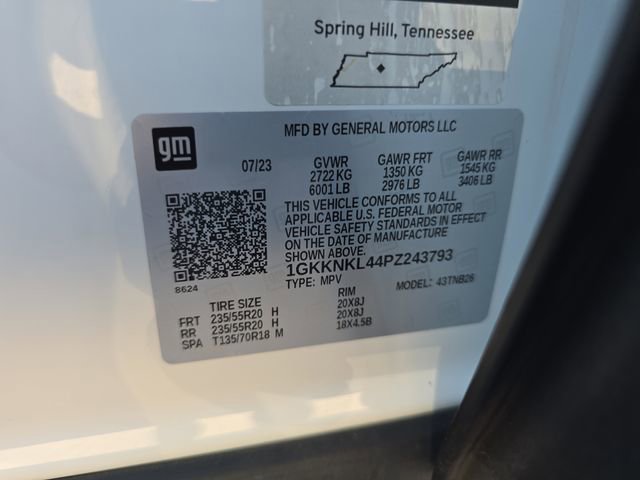 Spring Hill, Tennessee
gm
MFD BY GENERAL MOTORS LLC
07/23 GVWR GAWR FRT GAWR RR
2722 KG 1350 KG 1545 KG
6001 LB 2976 LB 3406 LB
THIS VEHICLE CONFORMS TO ALL
APPLICABLE U.S. FEDERAL MOTOR
VEHICLE SAFETY STANDARDS IN EFFECT
ON THE DATE OF MANUFACTURE SHOWN ABOVE.
1GKKNKL44PZ243793
8624
TYPE: MPV MODEL: 43TNB26
TIRE SIZE RIM
FRT 235/55R20 H 20X8J
RR 235/55R20 H 20X8J
SPA T135/70R18 M 18X4.5B